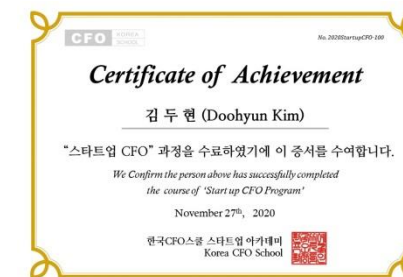 CFO KOREA SCHOOL
No. 2020StartupCFO-100
Certificate of Achievement
김 두 현 (Doohyun Kim)
"스타트업 CFO" 과정을 수료하였기에 이 증서를 수여합니다.
We Confirm the person above has successfully completed
the course of 'Start up CFO Program'
November 27th, 2020
한국CFO스쿨 스타트업 아카데미
Korea CFO School